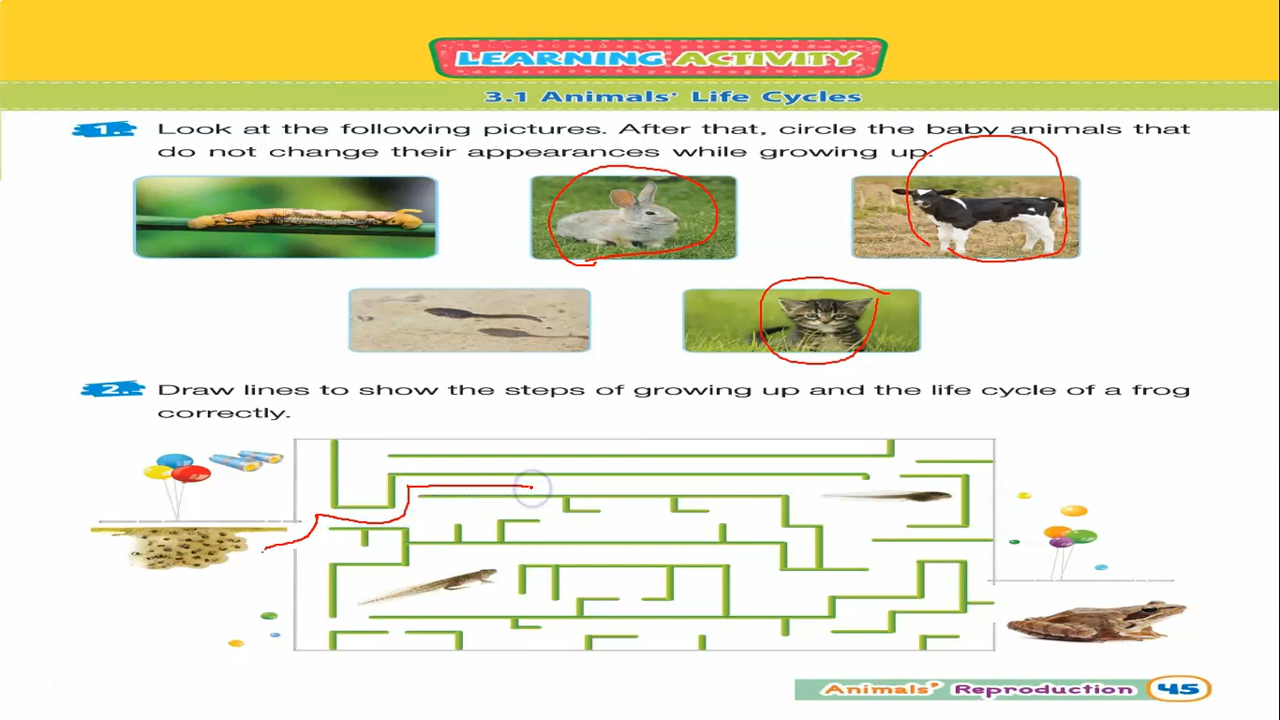 LEARNING ACTIVITY
3.1 Animals' Life Cycles
1. Look at the following pictures. After that, circle the baby animals that
do not change their appearances while growing up.
2. Draw lines to show the steps of growing up and the life cycle of a frog
correctly.
Animals' Reproduction 45